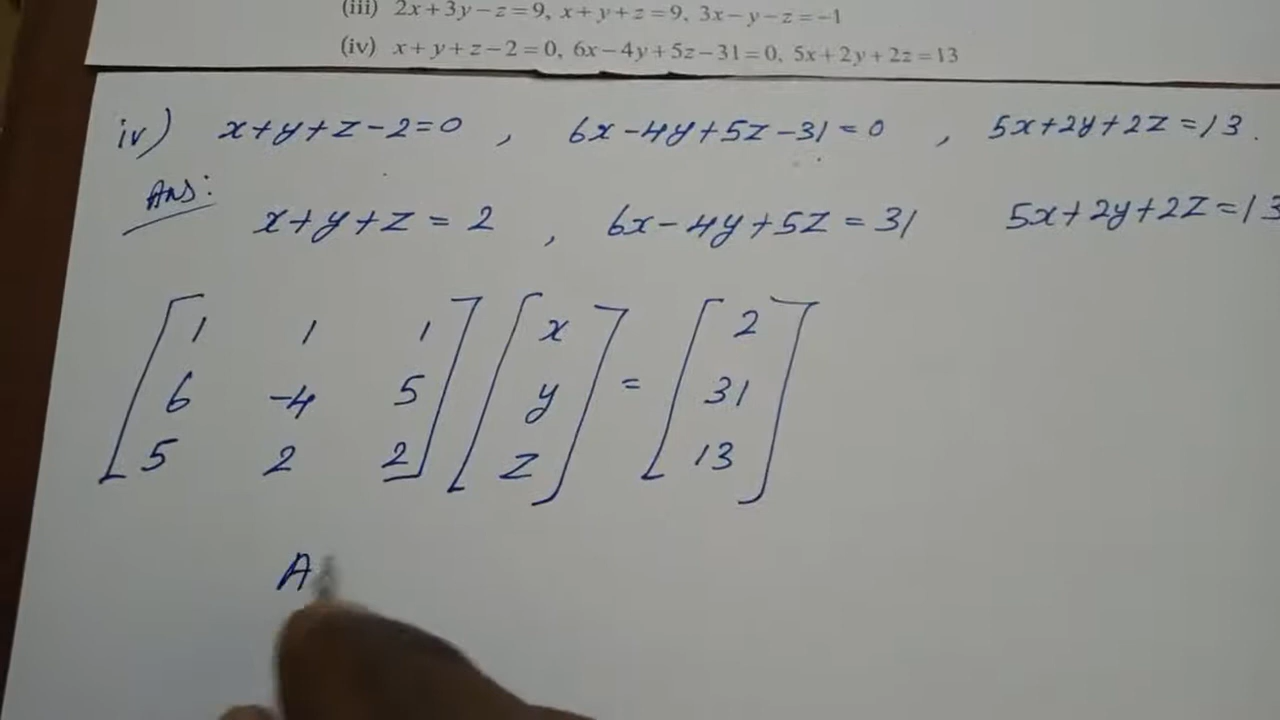 (iii) 2x+3y−z=9, x+y+z=9, 3x−y−z=−1
(iv) x+y+z−2=0, 6x−4y+5z−31=0, 5x+2y+2z=13
iv) x+y+z-2=0 , 6x-4y+5z-31=0 , 5x+2y+2z=13.
Ans: x+y+z=2 , 6x-4y+5z=31 5x+2y+2z=13
[1 1 1] [x] = [2]
[6 -4 5] [y] = [31]
[5 2 2] [z] = [13]
A